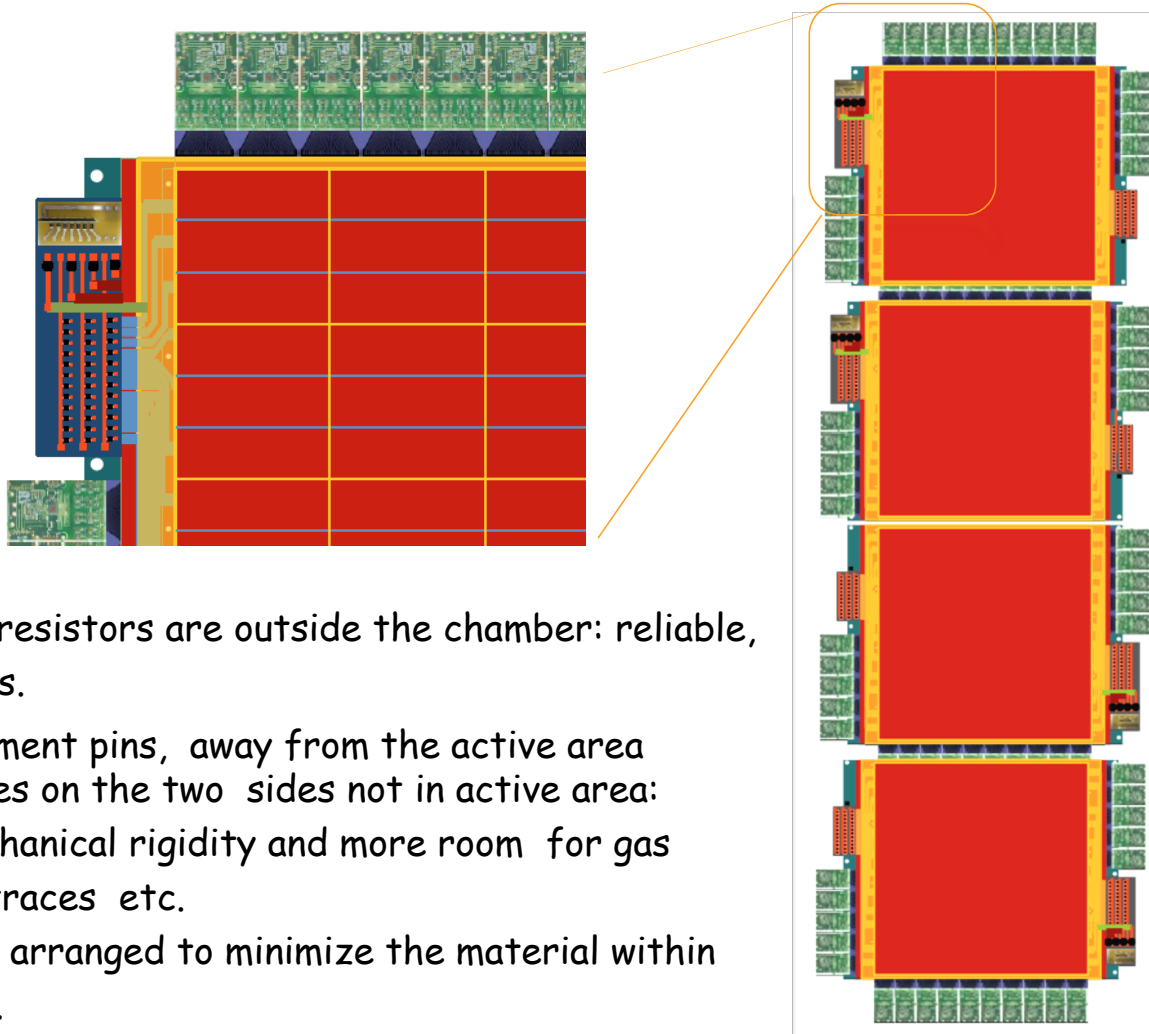 resistors are outside the chamber: reliable,
s.
ment pins, away from the active area
es on the two sides not in active area:
hanical rigidity and more room for gas
traces etc.
arranged to minimize the material within
.